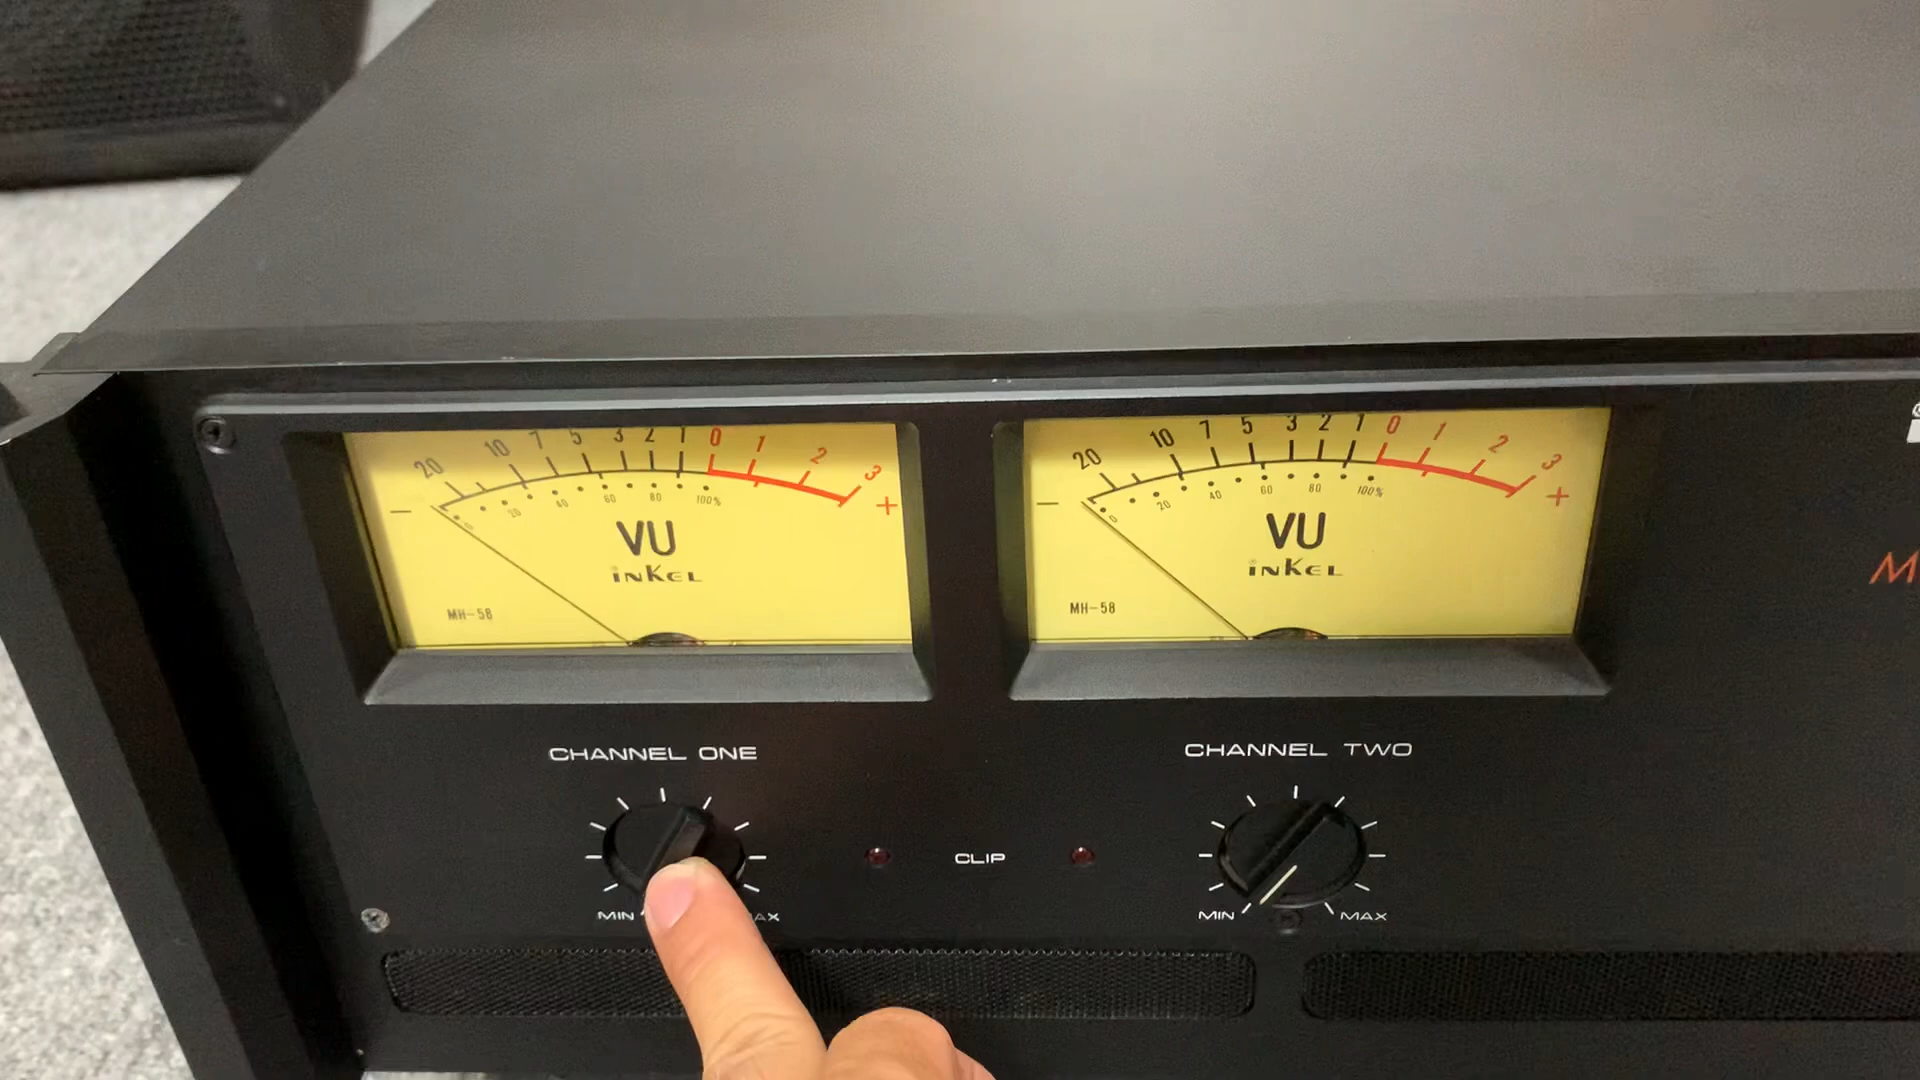 20 10 7 5 3 2 1 0 1 2 3
- +
0 20 40 60 80 100%
VU
INKEL
MH-58
20 10 7 5 3 2 1 0 1 2 3
- +
0 20 40 60 80 100%
VU
INKEL
MH-58
CHANNEL ONE
CHANNEL TWO
CLIP
MIN
MIN MAX